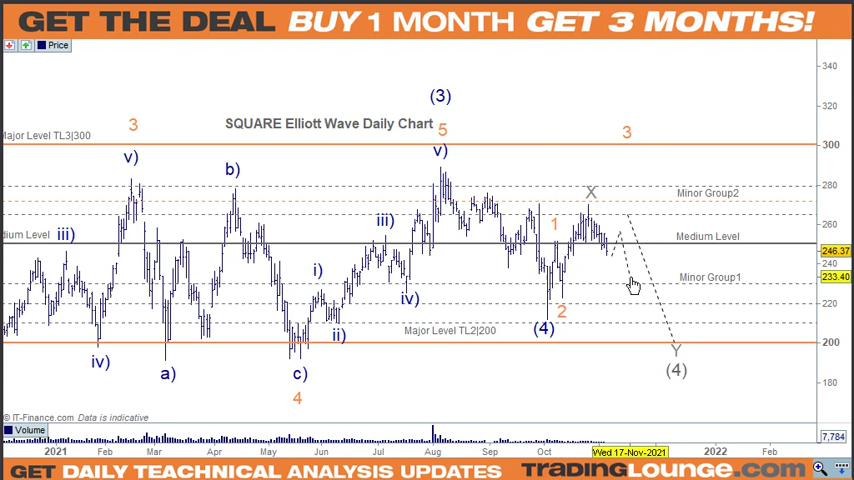 GET THE DEAL BUY 1 MONTH GET 3 MONTHS!
Price
340
(3)
320
3
SQUARE Elliott Wave Daily Chart
5
3
Major Level TL3|300
300
v)
v)
b)
X
Minor Group2
280
iii)
iii)
1
260
dium Level
Medium Level
246.37
240
i)
Minor Group1
233.40
iv)
220
2
ii)
Major Level TL2|200
(4)
200
iv)
a)
c)
Y
(4)
180
4
© IT-Finance.com Data is indicative
Volume
7,784
2021 Feb Mar Apr May Jun Jul Aug Sep Oct Wed 17-Nov-2021 2022 Feb
GET DAILY TEACHNICAL ANALYSIS UPDATES TRADINGLOUNGE.com